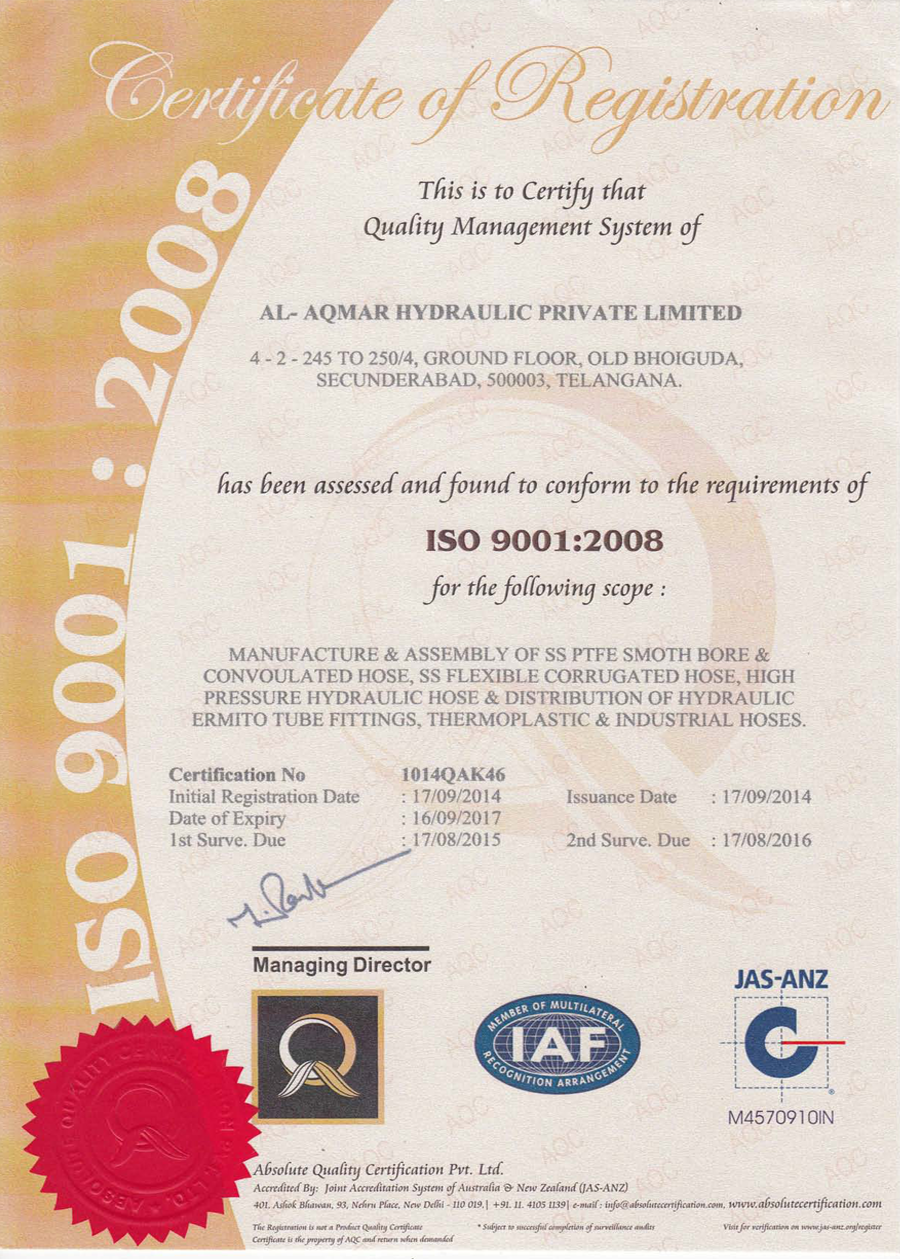 Certificate of Registration
This is to Certify that
Quality Management System of
ISO 9001:2008
AL- AQMAR HYDRAULIC PRIVATE LIMITED
4 - 2 - 245 TO 250/4, GROUND FLOOR, OLD BHOIGUDA,
SECUNDERABAD, 500003, TELANGANA.
has been assessed and found to conform to the requirements of
ISO 9001:2008
for the following scope :
MANUFACTURE & ASSEMBLY OF SS PTFE SMOTH BORE &
CONVOULATED HOSE, SS FLEXIBLE CORRUGATED HOSE, HIGH
PRESSURE HYDRAULIC HOSE & DISTRIBUTION OF HYDRAULIC
ERMITO TUBE FITTINGS, THERMOPLASTIC & INDUSTRIAL HOSES.
Certification No 1014QAK46
Initial Registration Date : 17/09/2014 Issuance Date : 17/09/2014
Date of Expiry : 16/09/2017
1st Surve. Due : 17/08/2015 2nd Surve. Due : 17/08/2016
Managing Director
MEMBER OF MULTILATERAL
IAF
RECOGNITION ARRANGEMENT
JAS-ANZ
®
M4570910IN
Absolute Quality Certification Pvt. Ltd.
Accredited By: Joint Accreditation System of Australia & New Zealand (JAS-ANZ)
401, Ashok Bhawan, 93, Nehru Place, New Delhi - 110 019,| +91. 11. 4105 1139| e-mail : info@absolutecertification.com, www.absolutecertification.com
The Registration is not a Product Quality Certificate * Subject to successful completion of surveillance audits Visit for verification on www.jas-anz.org/register
Certificate is the property of AQC and return when demanded